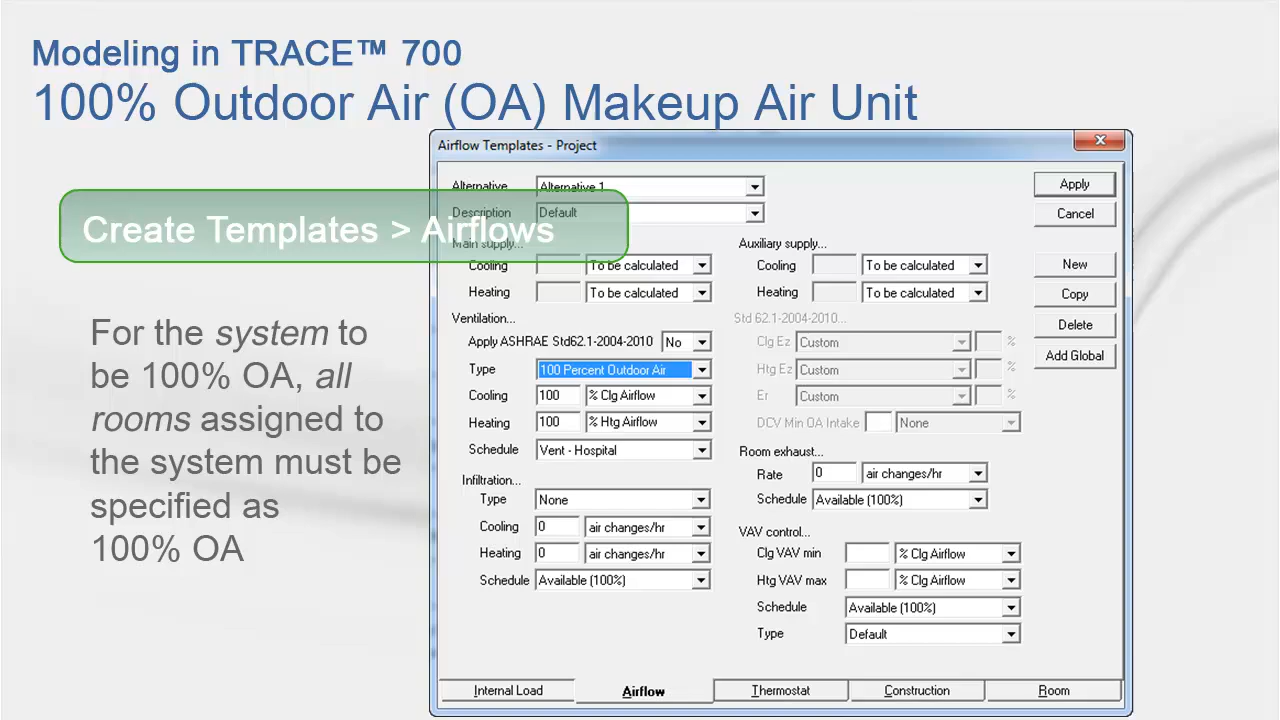 Modeling in TRACE™ 700
100% Outdoor Air (OA) Makeup Air Unit
Create Templates > Airflows
For the system to
be 100% OA, all
rooms assigned to
the system must be
specified as
100% OA
Airflow Templates - Project
Alternative Alternative 1
Description Default
Apply
Cancel
New
Copy
Delete
Add Global
Main supply...
Cooling To be calculated
Heating To be calculated
Auxiliary supply...
Cooling To be calculated
Heating To be calculated
Ventilation...
Apply ASHRAE Std62.1-2004-2010 No
Type 100 Percent Outdoor Air
Cooling 100 % Clg Airflow
Heating 100 % Htg Airflow
Schedule Vent - Hospital
Std 62.1-2004-2010...
Clg Ez Custom %
Htg Ez Custom %
Er Custom %
DCV Min OA Intake None
Infiltration...
Type None
Cooling 0 air changes/hr
Heating 0 air changes/hr
Schedule Available (100%)
Room exhaust...
Rate 0 air changes/hr
Schedule Available (100%)
VAV control...
Clg VAV min % Clg Airflow
Htg VAV max % Clg Airflow
Schedule Available (100%)
Type Default
Internal Load Airflow Thermostat Construction Room